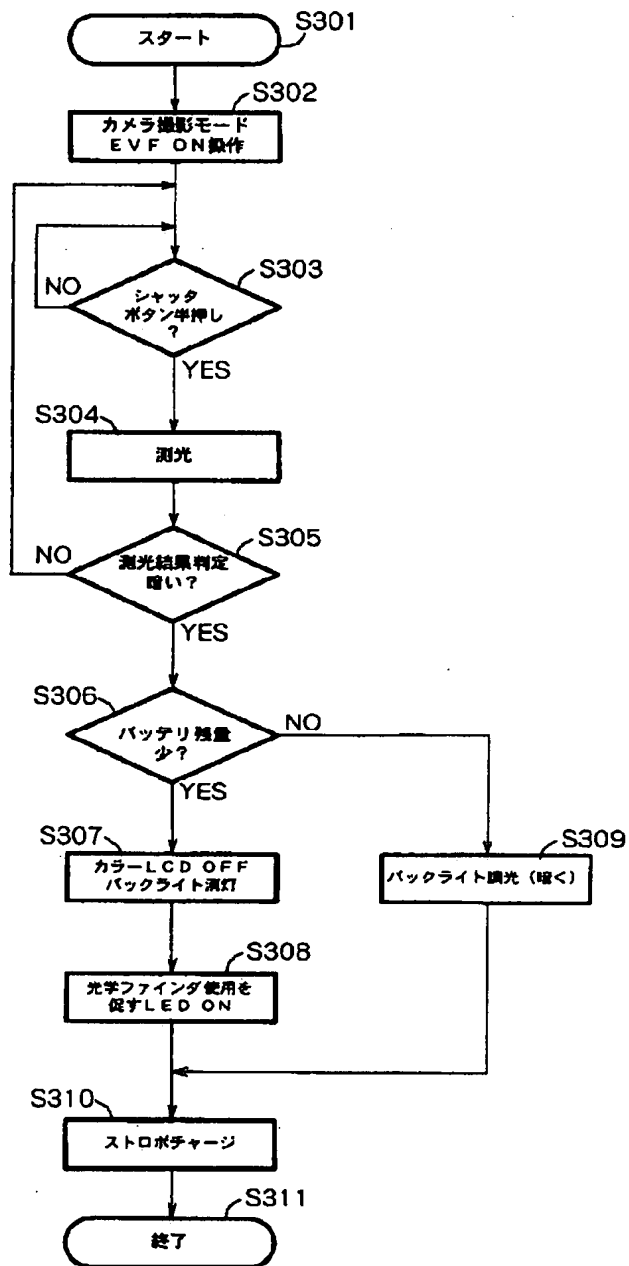 スタート
S301
S302
カメラ撮影モード
EVF ON操作
S303
NO
シャッタ
ボタン半押し
?
YES
S304
測光
S305
NO
測光結果判定
暗い?
YES
S306
バッテリ残量
少?
NO
YES
S307
カラーLCD OFF
バックライト消灯
S309
バックライト調光(暗く)
S308
光学ファインダ使用を
促すLED ON
S310
ストロボチャージ
S311
終了